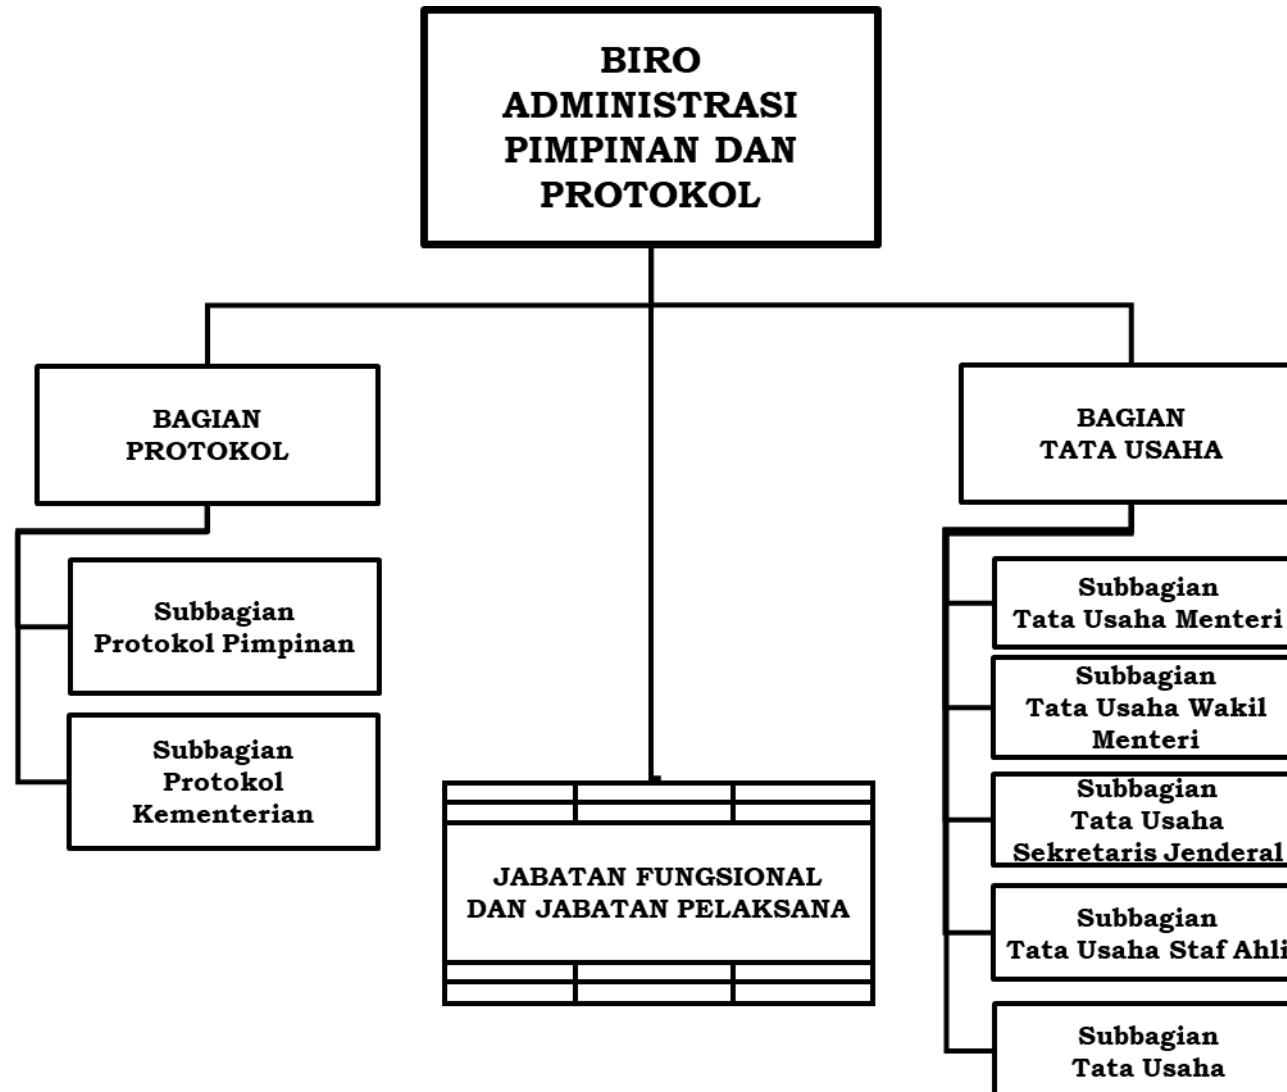 BIRO
ADMINISTRASI
PIMPINAN DAN
PROTOKOL
BAGIAN
PROTOKOL
Subbagian
Protokol Pimpinan
Subbagian
Protokol
Kementerian
JABATAN FUNGSIONAL
DAN JABATAN PELAKSANA
BAGIAN
TATA USAHA
Subbagian
Tata Usaha Menteri
Subbagian
Tata Usaha Wakil
Menteri
Subbagian
Tata Usaha
Sekretaris Jenderal
Subbagian
Tata Usaha Staf Ahli
Subbagian
Tata Usaha